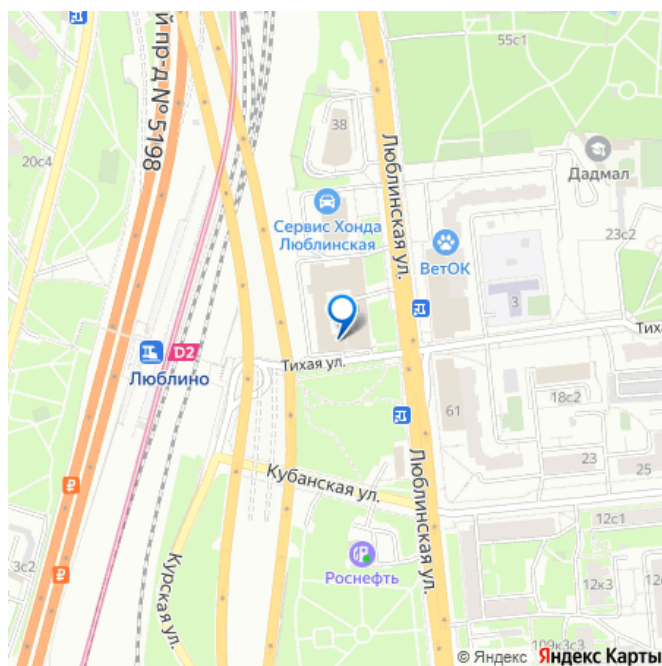 55с1
й пр-д № 5198
38
Люблинская ул.
Дадмал
20с4
Сервис Хонда
Люблинская
23с2
ВетОК
3
D2
Люблино
Тихая ул.
Тиха
18с2
61
23
25
Кубанская ул.
Люблинская ул.
12с1
Курская ул.
3с2
Роснефть
12к3
109к3с3
© Яндекс Яндекс Карты